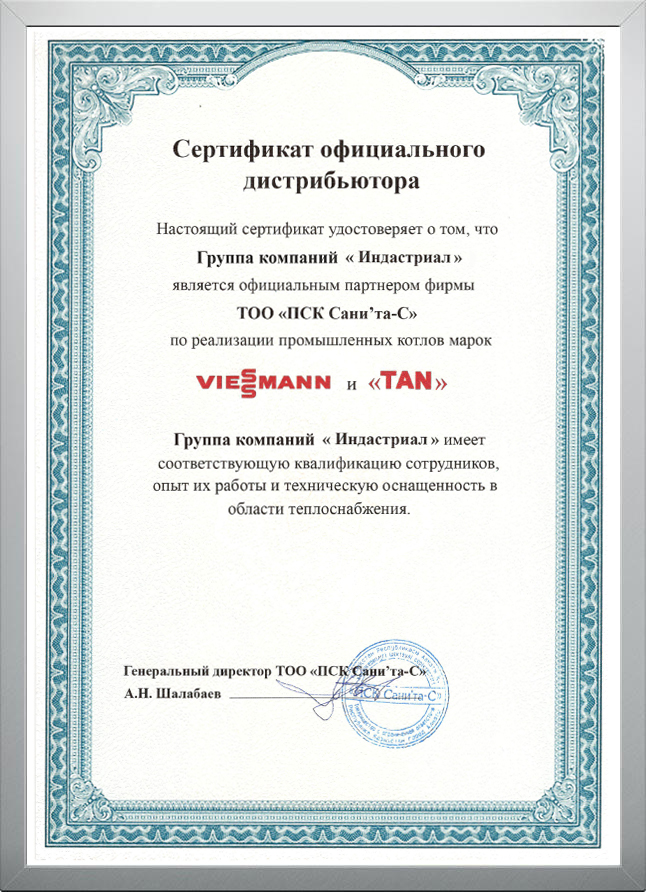 Сертификат официального
дистрибьютора
Настоящий сертификат удостоверяет о том, что
Группа компаний « Индастриал »
является официальным партнером фирмы
ТОО «ПСК Сани’та-С»
по реализации промышленных котлов марок
VIESSMANN и «TAN»
Группа компаний « Индастриал » имеет
соответствующую квалификацию сотрудников,
опыт их работы и техническую оснащенность в
области теплоснабжения.
Генеральный директор ТОО «ПСК Сани’та-С»
А.Н. Шалабаев
ПСК Сани'та-С